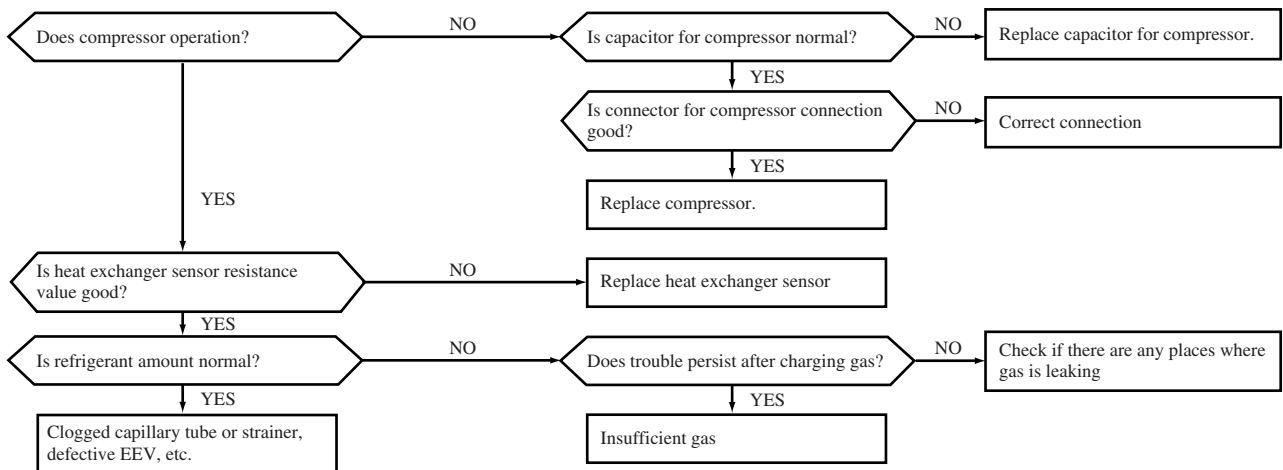 Does compressor operation?
NO
Is capacitor for compressor normal?
NO
Replace capacitor for compressor.
YES
Is connector for compressor connection
good?
NO
Correct connection
YES
YES
Replace compressor.
Is heat exchanger sensor resistance
value good?
NO
Replace heat exchanger sensor
YES
Is refrigerant amount normal?
NO
Does trouble persist after charging gas?
NO
Check if there are any places where
gas is leaking
YES
YES
Clogged capillary tube or strainer,
defective EEV, etc.
Insufficient gas